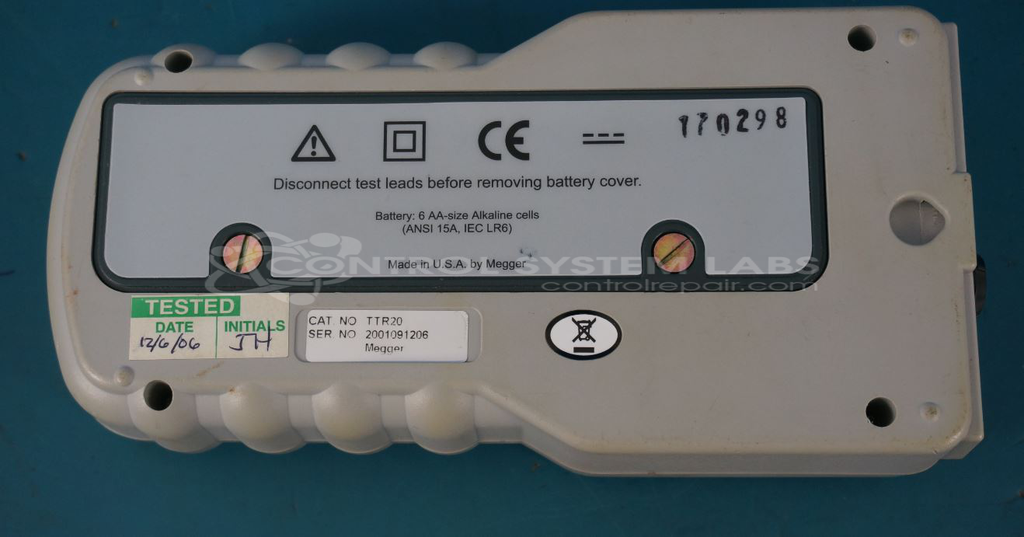 CE
170298
Disconnect test leads before removing battery cover.
Battery: 6 AA-size Alkaline cells
(ANSI 15A, IEC LR6)
Made in U.S.A. by Megger
CONTROL SYSTEM LABS
controlrepair.com
TESTED
DATE INITIALS
12/6/06 JH
CAT. NO TTR20
SER. NO 2001091206
Megger